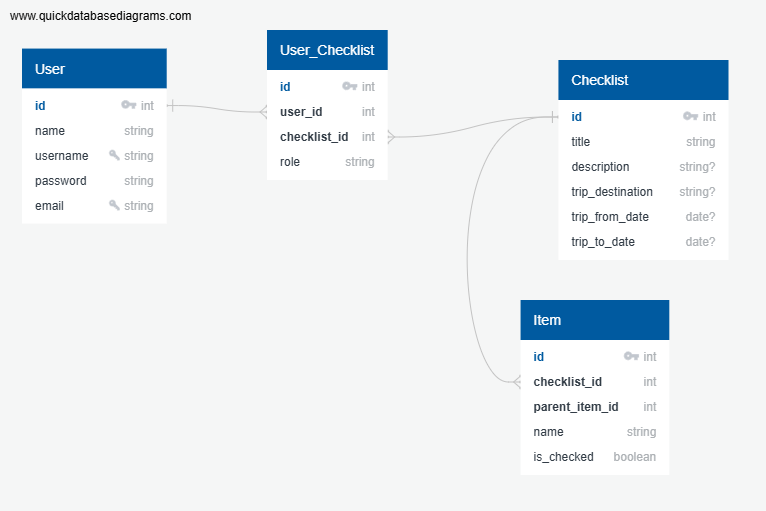 www.quickdatabasediagrams.com
User
id int
name string
username string
password string
email string
User_Checklist
id int
user_id int
checklist_id int
role string
Checklist
id int
title string
description string?
trip_destination string?
trip_from_date date?
trip_to_date date?
Item
id int
checklist_id int
parent_item_id int
name string
is_checked boolean